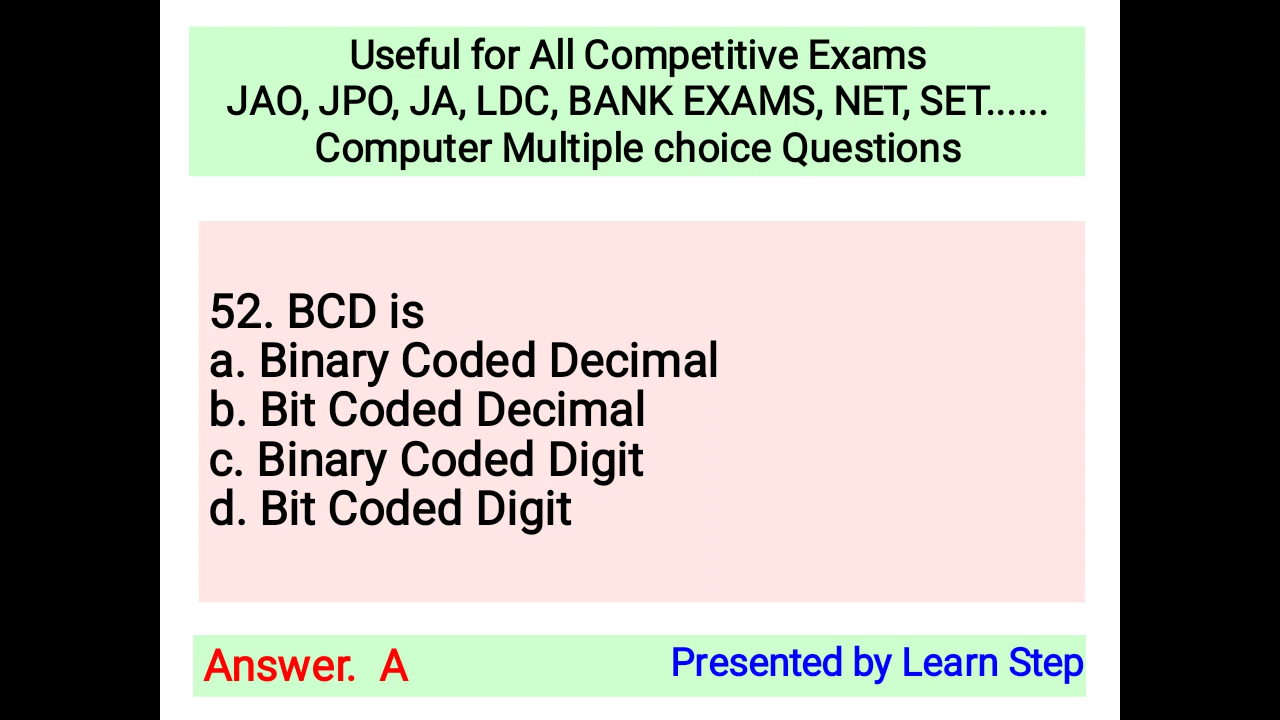 Useful for All Competitive Exams
JAO, JPO, JA, LDC, BANK EXAMS, NET, SET......
Computer Multiple choice Questions
52. BCD is
a. Binary Coded Decimal
b. Bit Coded Decimal
c. Binary Coded Digit
d. Bit Coded Digit
Answer. A
Presented by Learn Step